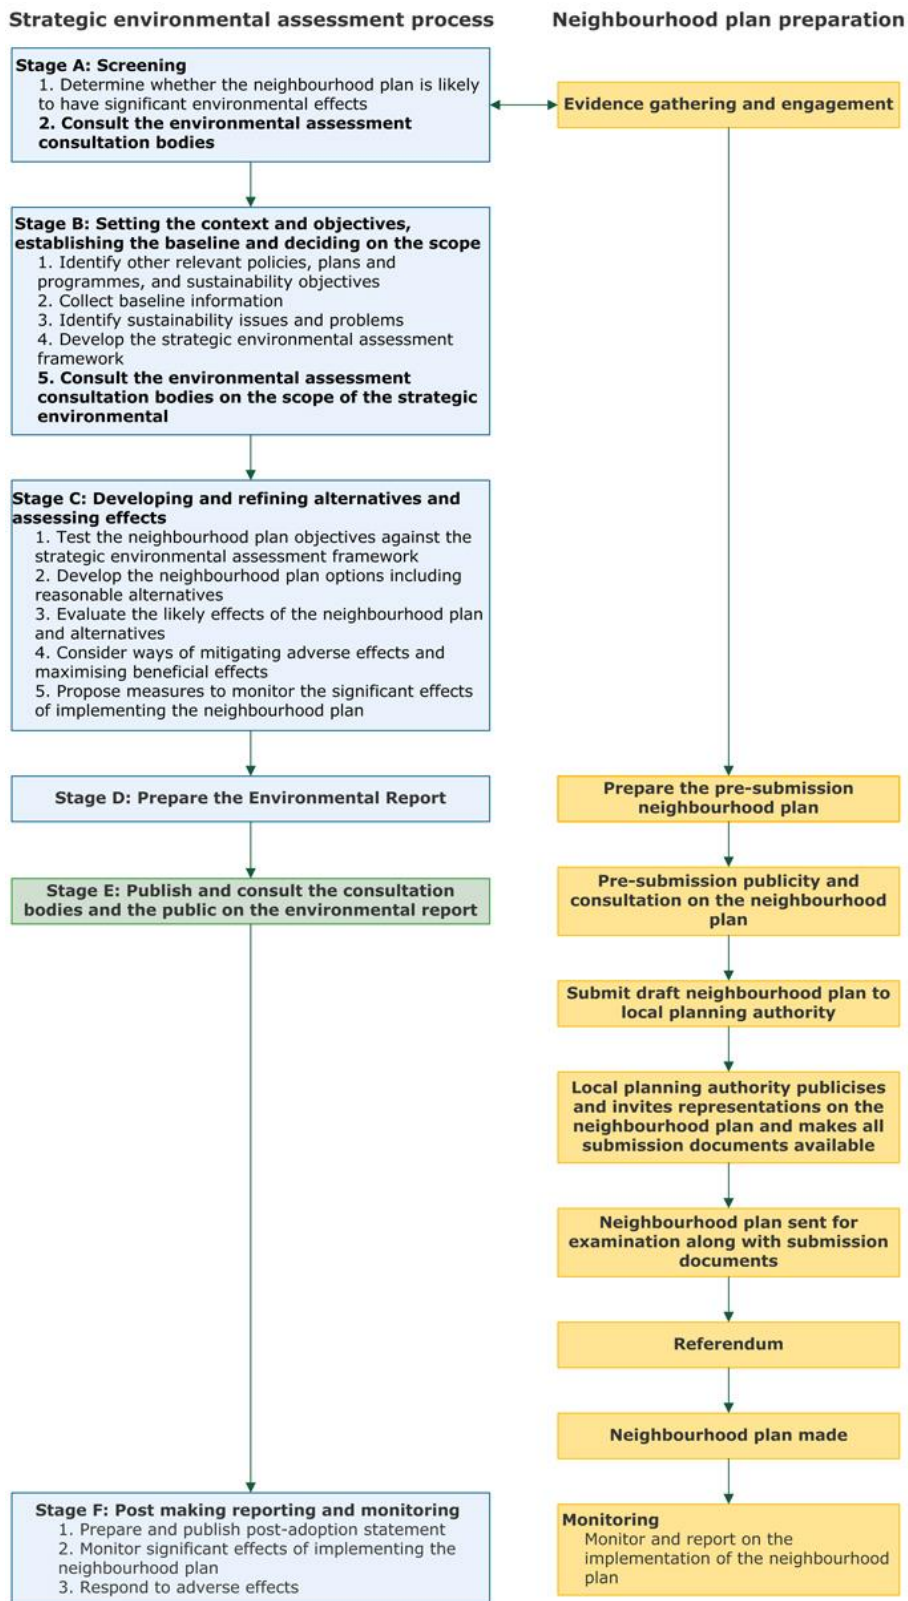 Strategic environmental assessment process
Neighbourhood plan preparation
Stage A: Screening
1. Determine whether the neighbourhood plan is likely
to have significant environmental effects
2. Consult the environmental assessment
consultation bodies
Evidence gathering and engagement
Stage B: Setting the context and objectives,
establishing the baseline and deciding on the scope
1. Identify other relevant policies, plans and
programmes, and sustainability objectives
2. Collect baseline information
3. Identify sustainability issues and problems
4. Develop the strategic environmental assessment
framework
5. Consult the environmental assessment
consultation bodies on the scope of the strategic
environmental
Stage C: Developing and refining alternatives and
assessing effects
1. Test the neighbourhood plan objectives against the
strategic environmental assessment framework
2. Develop the neighbourhood plan options including
reasonable alternatives
3. Evaluate the likely effects of the neighbourhood plan
and alternatives
4. Consider ways of mitigating adverse effects and
maximising beneficial effects
5. Propose measures to monitor the significant effects
of implementing the neighbourhood plan
Stage D: Prepare the Environmental Report
Prepare the pre-submission
neighbourhood plan
Stage E: Publish and consult the consultation
bodies and the public on the environmental report
Pre-submission publicity and
consultation on the neighbourhood
plan
Submit draft neighbourhood plan to
local planning authority
Local planning authority publicises
and invites representations on the
neighbourhood plan and makes all
submission documents available
Neighbourhood plan sent for
examination along with submission
documents
Referendum
Neighbourhood plan made
Stage F: Post making reporting and monitoring
1. Prepare and publish post-adoption statement
2. Monitor significant effects of implementing the
neighbourhood plan
3. Respond to adverse effects
Monitoring
Monitor and report on the
implementation of the neighbourhood
plan